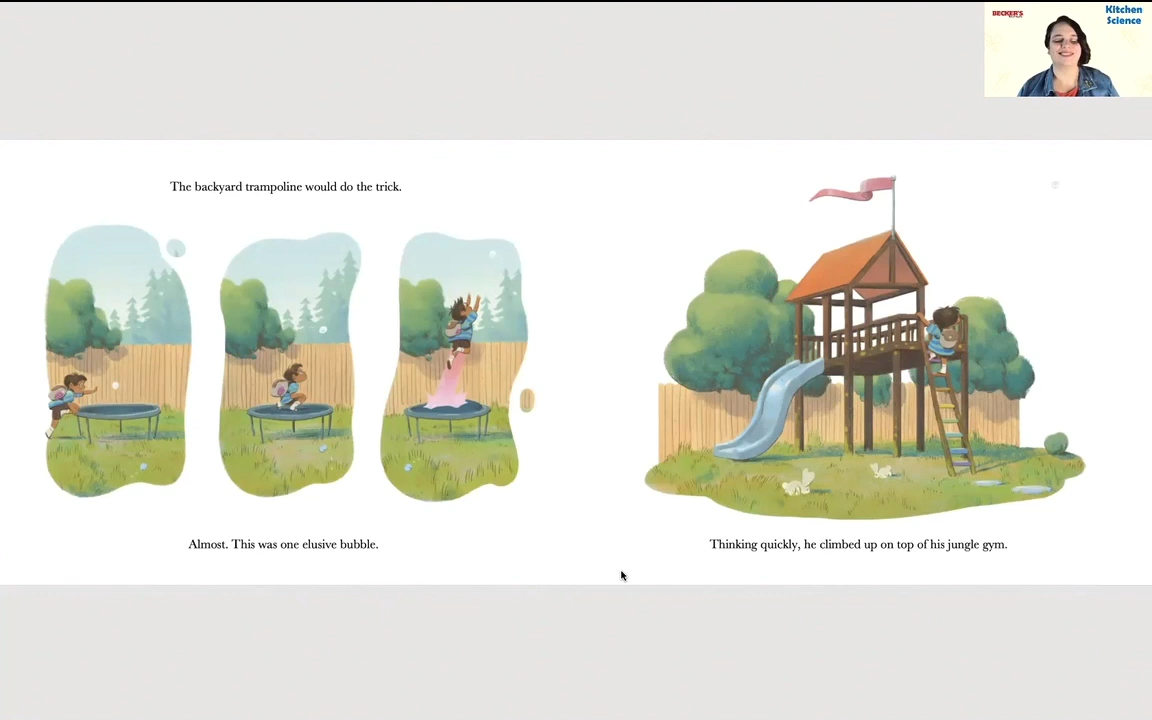 BECKER'S
Kitchen
Science
The backyard trampoline would do the trick.
Almost. This was one elusive bubble.
Thinking quickly, he climbed up on top of his jungle gym.